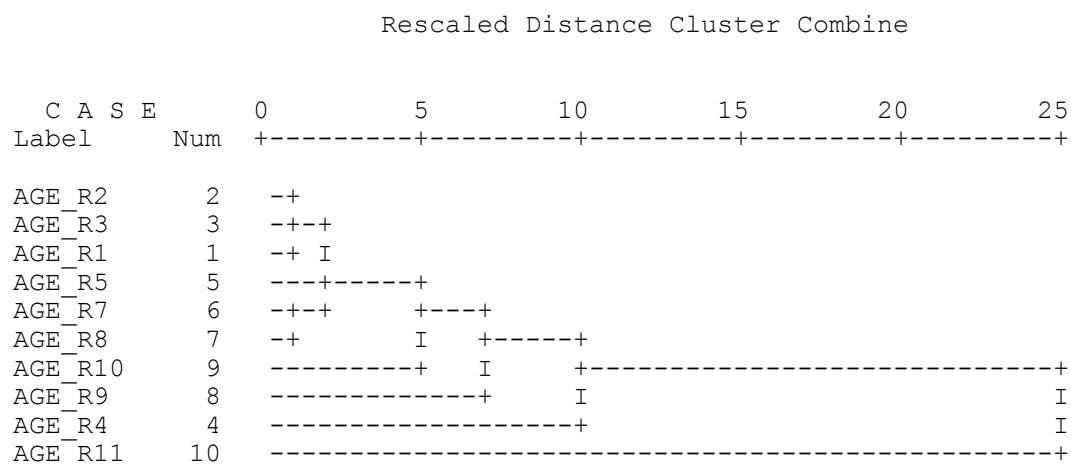 Rescaled Distance Cluster Combine
C A S E 0 5 10 15 20 25
Label Num +---------+---------+---------+---------+---------+
AGE_R2 2 -+
AGE_R3 3 -+-+
AGE_R1 1 -+ I
AGE_R5 5 ---+-----+
AGE_R7 6 -+-+ +---+
AGE_R8 7 -+ I +-----+
AGE_R10 9 ---------+ I +-----------------------------+
AGE_R9 8 -------------+ I I
AGE_R4 4 -------------------+ I
AGE_R11 10 -------------------------------------------------+